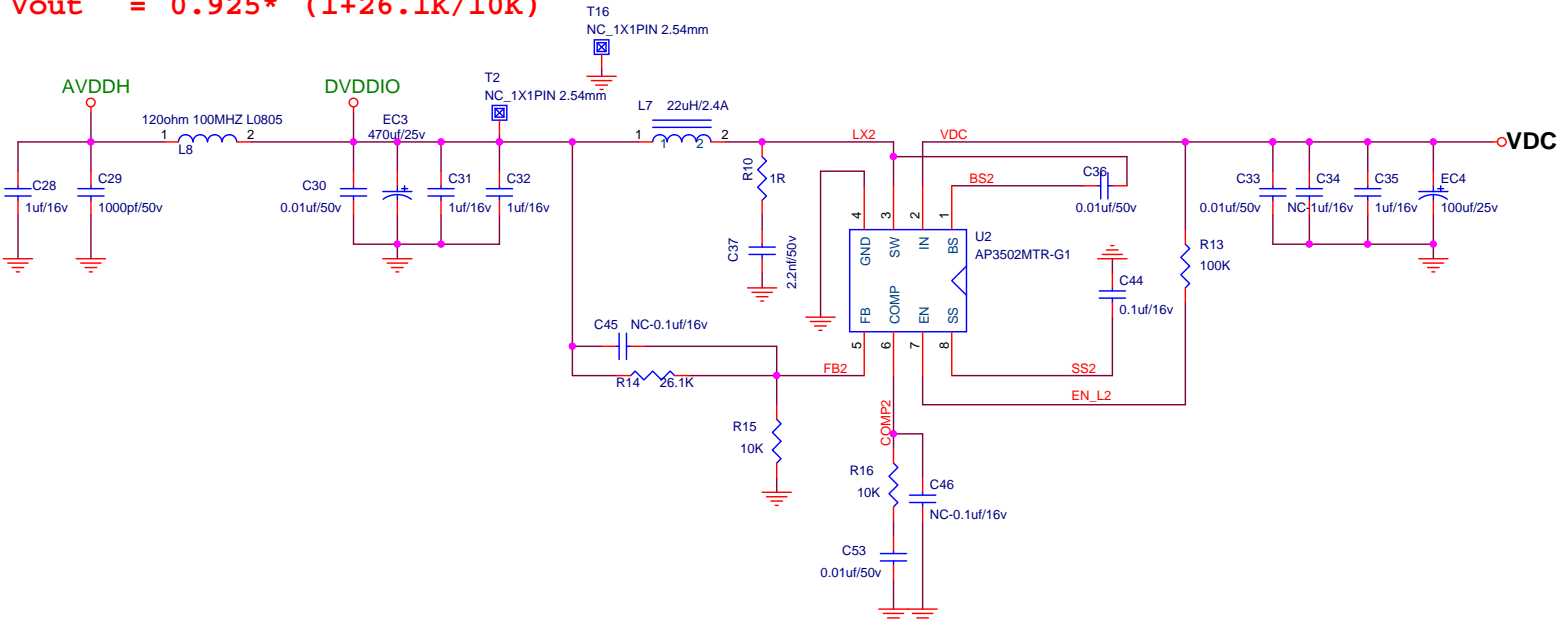 Vout = 0.925* (1+26.1K/10K)
T16
NC_1X1PIN 2.54mm
AVDDH
DVDDIO
T2
NC_1X1PIN 2.54mm
120ohm 100MHZ L0805
1 2
L8
EC3
470uf/25v
L7 22uH/2.4A
1 2
1 2
LX2
VDC
VDC
C28
1uf/16v
C29
1000pf/50v
C30
0.01uf/50v
C31
1uf/16v
C32
1uf/16v
R10
1R
C37
2.2nf/50v
BS2
C36
0.01uf/50v
C33
0.01uf/50v
C34
NC-1uf/16v
C35
1uf/16v
EC4
100uf/25v
4 3 2 1
GND SW IN BS
U2
AP3502MTR-G1
FB COMP EN SS
5 6 7 8
R13
100K
C44
0.1uf/16v
C45 NC-0.1uf/16v
R14 26.1K
FB2
SS2
EN_L2
COMP2
R15
10K
R16
10K
C46
NC-0.1uf/16v
C53
0.01uf/50v